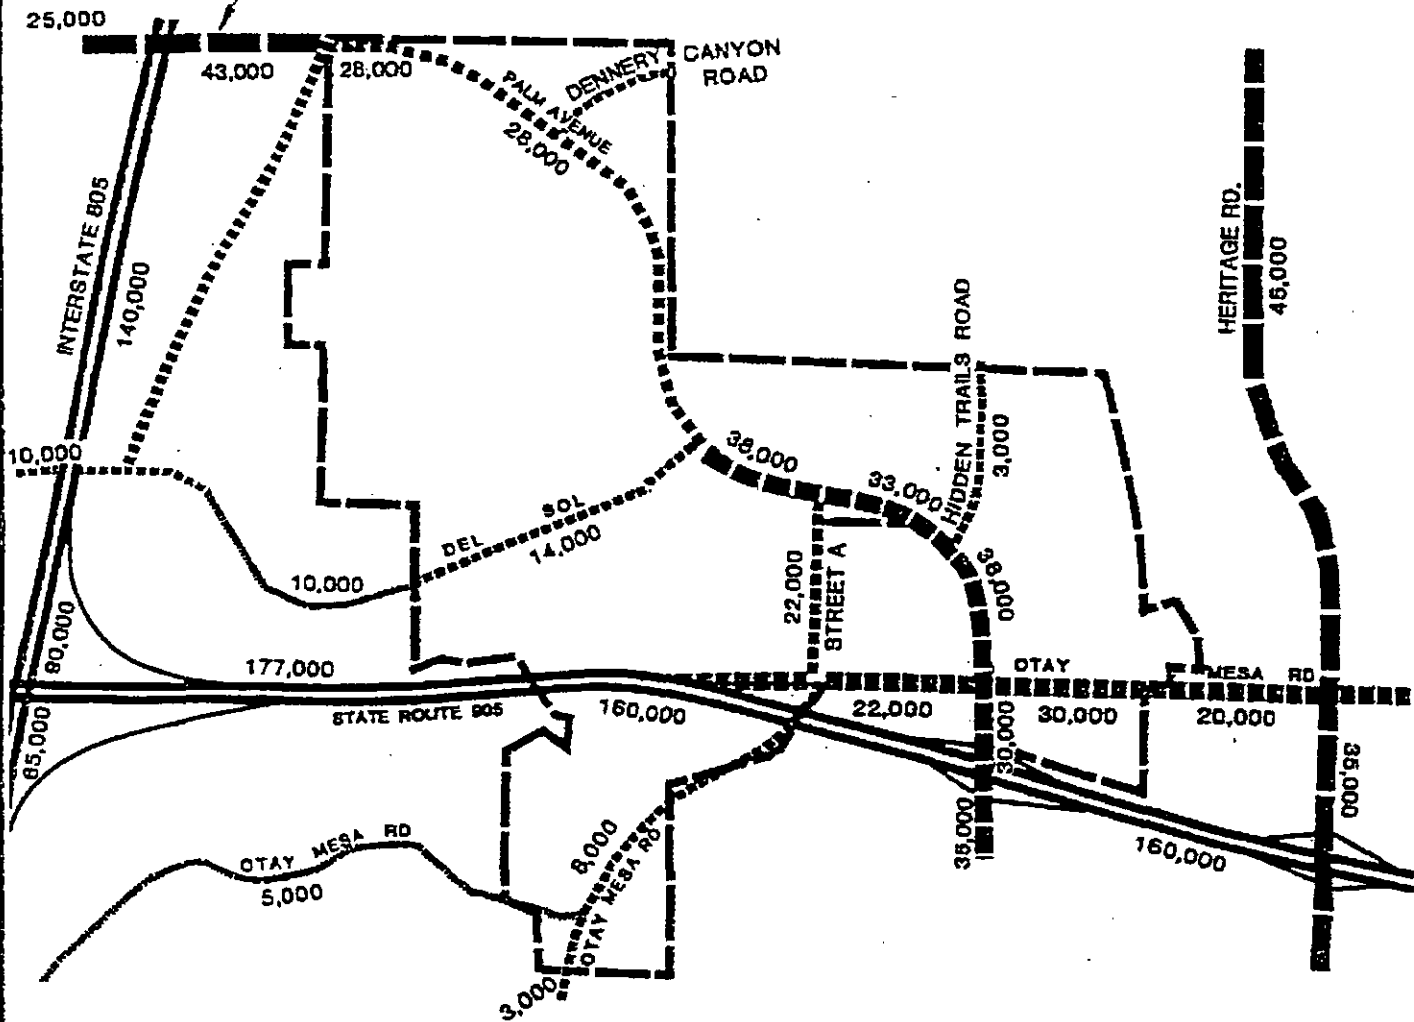 25,000
43,000
28,000
PALM AVENUE
28,000
DENNERY
CANYON
ROAD
INTERSTATE 805
140,000
HERITAGE RD.
45,000
HIDDEN TRAILS ROAD
3,000
10,000
38,000
33,000
38,000
DEL SOL
14,000
10,000
22,000
STREET A
80,000
85,000
177,000
STATE ROUTE 905
160,000
OTAY MESA RD
22,000
30,000
20,000
30,000
35,000
35,000
160,000
8,000
OTAY MESA RD
OTAY MESA RD
5,000
3,000